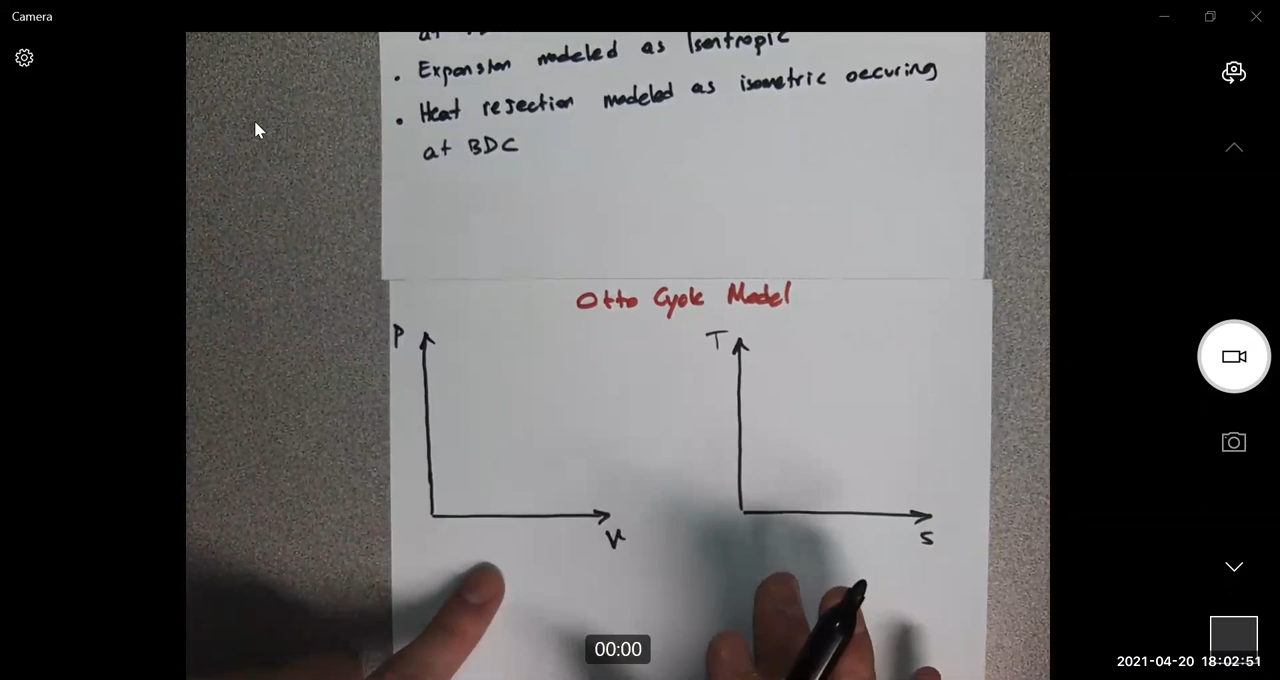 Camera
at
. Expansion modeled as Isentropic
. Heat rejection modeled as isometric occuring
at BDC
Otto Cycle Model
P
T
V
S
00:00
2021-04-20 18:02:51